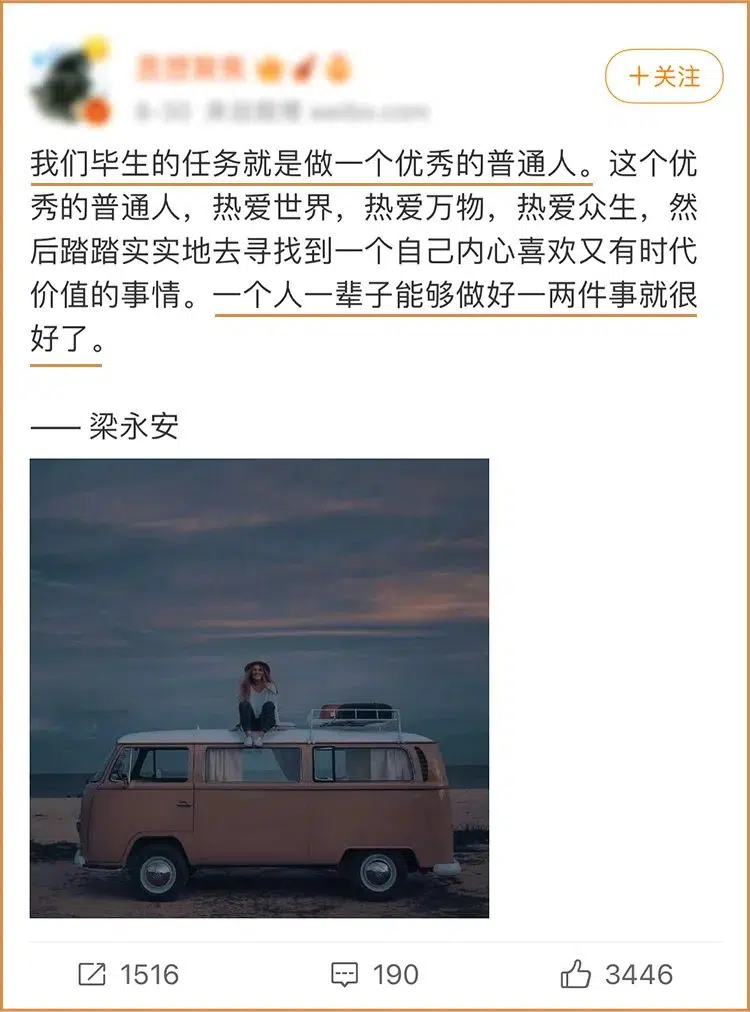 +关注
我们毕生的任务就是做一个优秀的普通人。这个优
秀的普通人，热爱世界，热爱万物，热爱众生，然
后踏踏实实地去寻找到一个自己内心喜欢又有时代
价值的事情。一个人一辈子能够做好一两件事就很
好了。
—— 梁永安
1516
190
3446